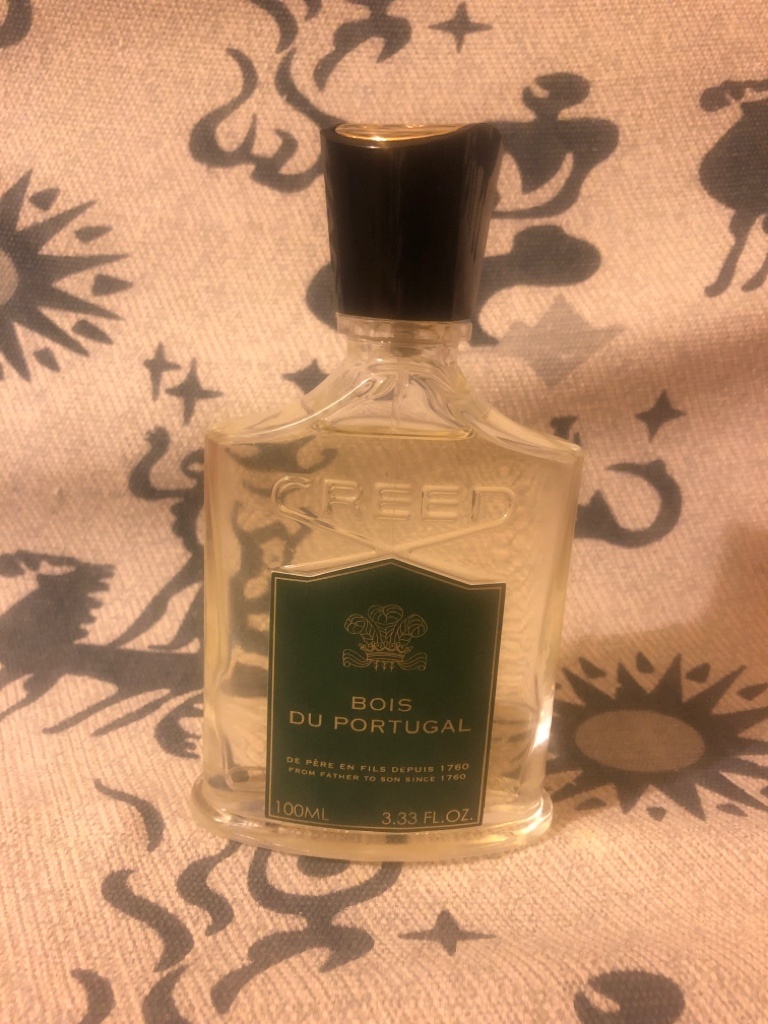 CREED
BOIS
DU PORTUGAL
DE PÈRE EN FILS DEPUIS 1760
FROM FATHER TO SON SINCE 1760
100ML 3.33 FL.OZ.